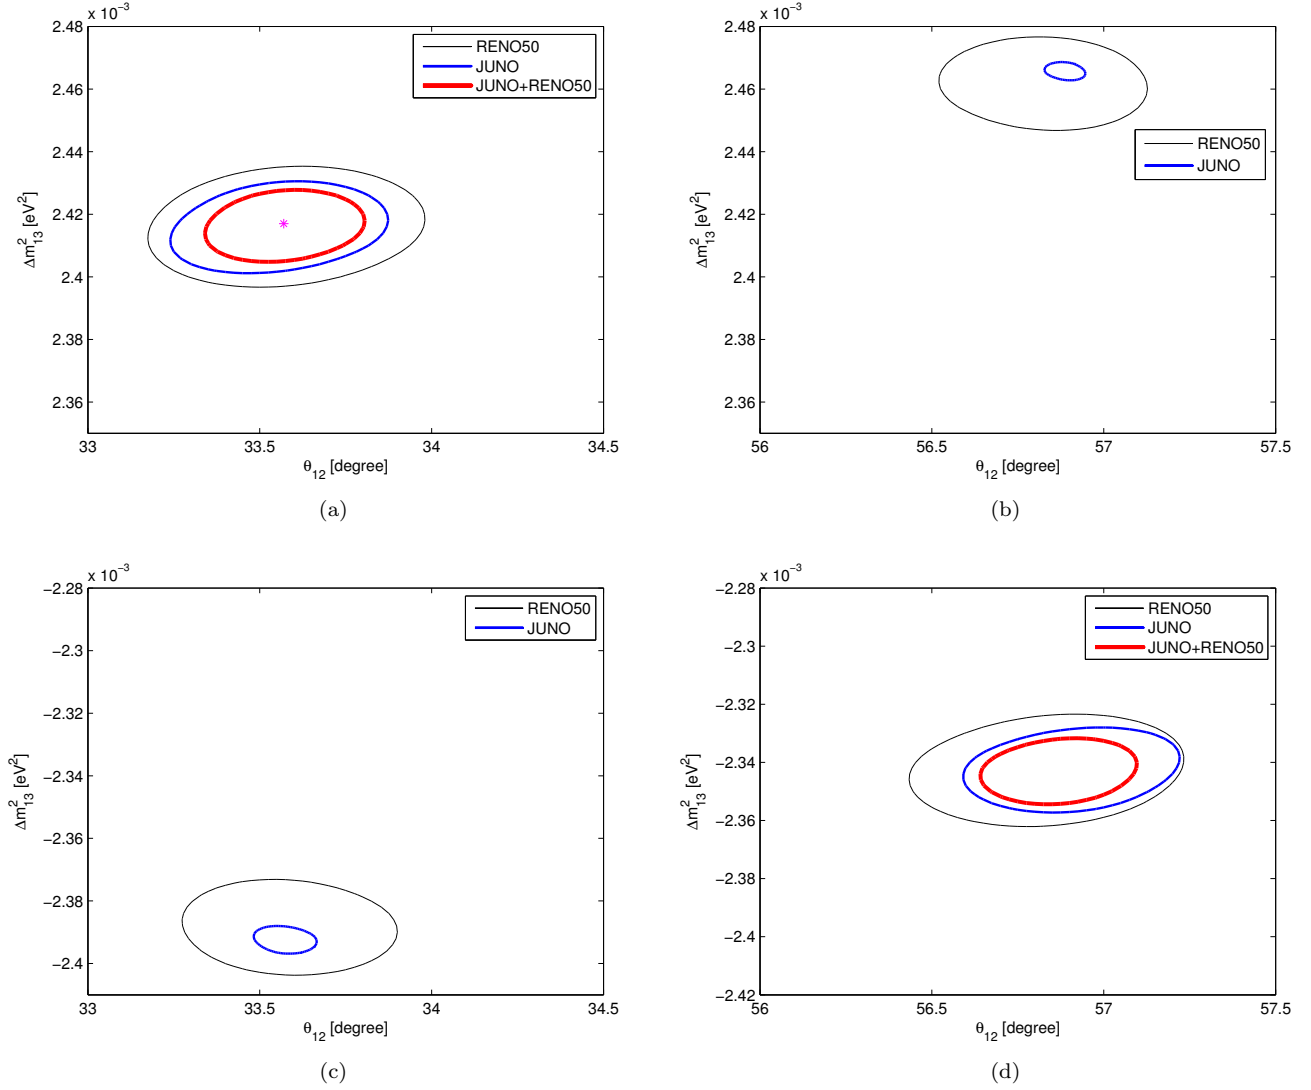 x 10⁻³
2.48
2.46
2.44
2.42
2.4
2.38
2.36
Δm²₁₃ [eV²]
33
33.5
34
34.5
θ₁₂ [degree]
RENO50
JUNO
JUNO+RENO50
(a)
x 10⁻³
2.48
2.46
2.44
2.42
2.4
2.38
2.36
Δm²₁₃ [eV²]
56
56.5
57
57.5
θ₁₂ [degree]
RENO50
JUNO
(b)
x 10⁻³
−2.28
−2.3
−2.32
−2.34
−2.36
−2.38
−2.4
Δm²₁₃ [eV²]
33
33.5
34
34.5
θ₁₂ [degree]
RENO50
JUNO
(c)
x 10⁻³
−2.28
−2.3
−2.32
−2.34
−2.36
−2.38
−2.4
−2.42
Δm²₁₃ [eV²]
56
56.5
57
57.5
θ₁₂ [degree]
RENO50
JUNO
JUNO+RENO50
(d)